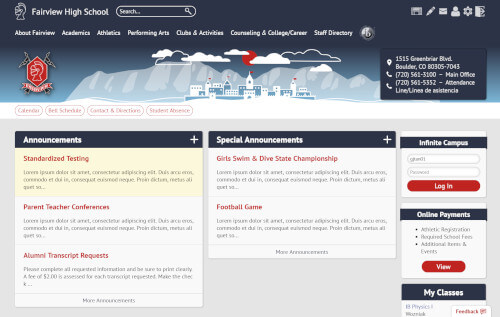 Fairview High School
Search...
About Fairview Academics Athletics Performing Arts Clubs & Activities Counseling & College/Career Staff Directory
1515 Greenbriar Blvd.
Boulder, CO 80305-7043
(720) 561-3100 – Main Office
(720) 561-5352 – Attendance
Line/Lines de asistencia
Calendar Bell Schedule Contact & Directions Student Absence
Announcements
Standardized Testing
Lorem ipsum dolor sit amet, consectetur adipiscing elit. Duis arcu eros,
commodo et dui in, consequat euismod neque. Proin dictum, metus ali
quet so...
Parent Teacher Conferences
Lorem ipsum dolor sit amet, consectetur adipiscing elit. Duis arcu eros,
commodo et dui in, consequat euismod neque. Proin dictum, metus ali
quet so...
Alumni Transcript Requests
Please complete all requested information and be sure to print clearly.
A fee of $2.00 is assessed for each transcript requested. Make the chec
k ...
More Announcements
Special Announcements
Girls Swim & Dive State Championship
Lorem ipsum dolor sit amet, consectetur adipiscing elit. Duis arcu eros,
commodo et dui in, consequat euismod neque. Proin dictum, metus ali
quet so...
Football Game
Lorem ipsum dolor sit amet, consectetur adipiscing elit. Duis arcu eros,
commodo et dui in, consequat euismod neque. Proin dictum, metus ali
quet so...
More Announcements
Infinite Campus
Password
Log In
Online Payments
Athletic Registration
Required School Fees
Additional Items &
Events
View
My Classes
IB Physics I
Wozniak
Feedback